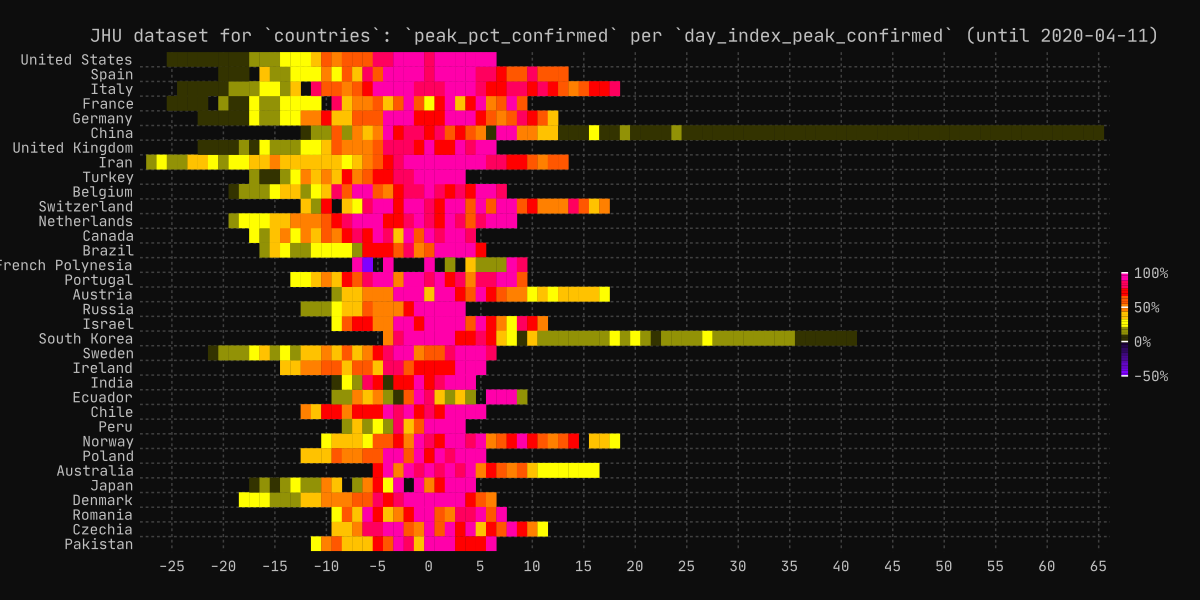 JHU dataset for `countries`: `peak_pct_confirmed` per `day_index_peak_confirmed` (until 2020-04-11)
United States
Spain
Italy
France
Germany
China
United Kingdom
Iran
Turkey
Belgium
Switzerland
Netherlands
Canada
Brazil
French Polynesia
Portugal
Austria
Russia
Israel
South Korea
Sweden
Ireland
India
Ecuador
Chile
Peru
Norway
Poland
Australia
Japan
Denmark
Romania
Czechia
Pakistan
-25 -20 -15 -10 -5 0 5 10 15 20 25 30 35 40 45 50 55 60 65
100%
50%
0%
-50%